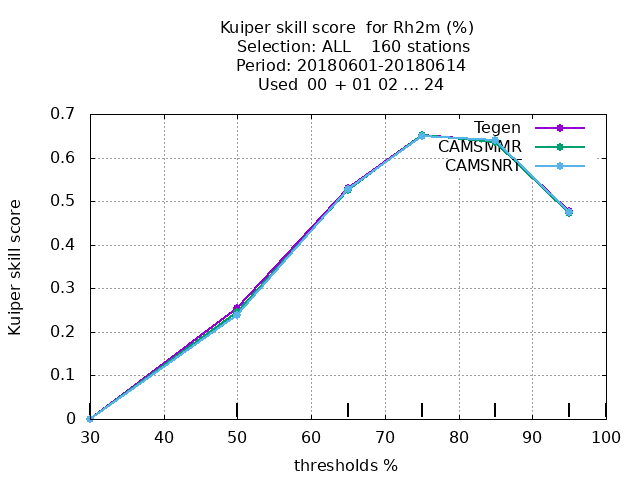 Kuiper skill score  for Rh2m (%)
Selection: ALL    160 stations
Period: 20180601-20180614
Used  00 + 01 02 ... 24
0.7
0.6
0.5
0.4
0.3
0.2
0.1
0
Kuiper skill score
Tegen
CAMSMMR
CAMSNRT
30 40 50 60 70 80 90 100
thresholds %